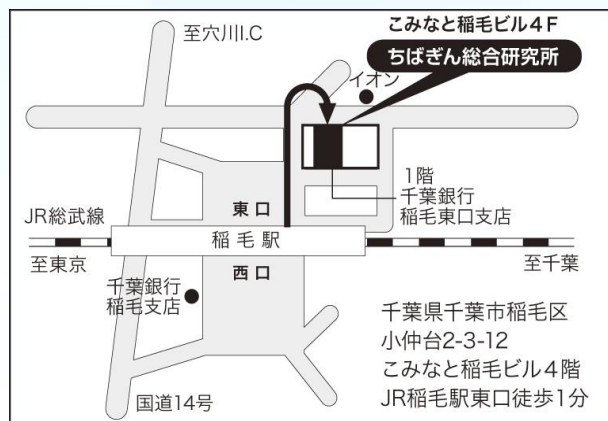 こみなと稲毛ビル4F
ちばぎん総合研究所
至穴川I.C
イオン
1階
千葉銀行
稲毛東口支店
JR総武線
東口
稲毛駅
西口
至東京
至千葉
千葉銀行
稲毛支店
国道14号
千葉県千葉市稲毛区
小仲台2-3-12
こみなと稲毛ビル4階
JR稲毛駅東口徒歩1分